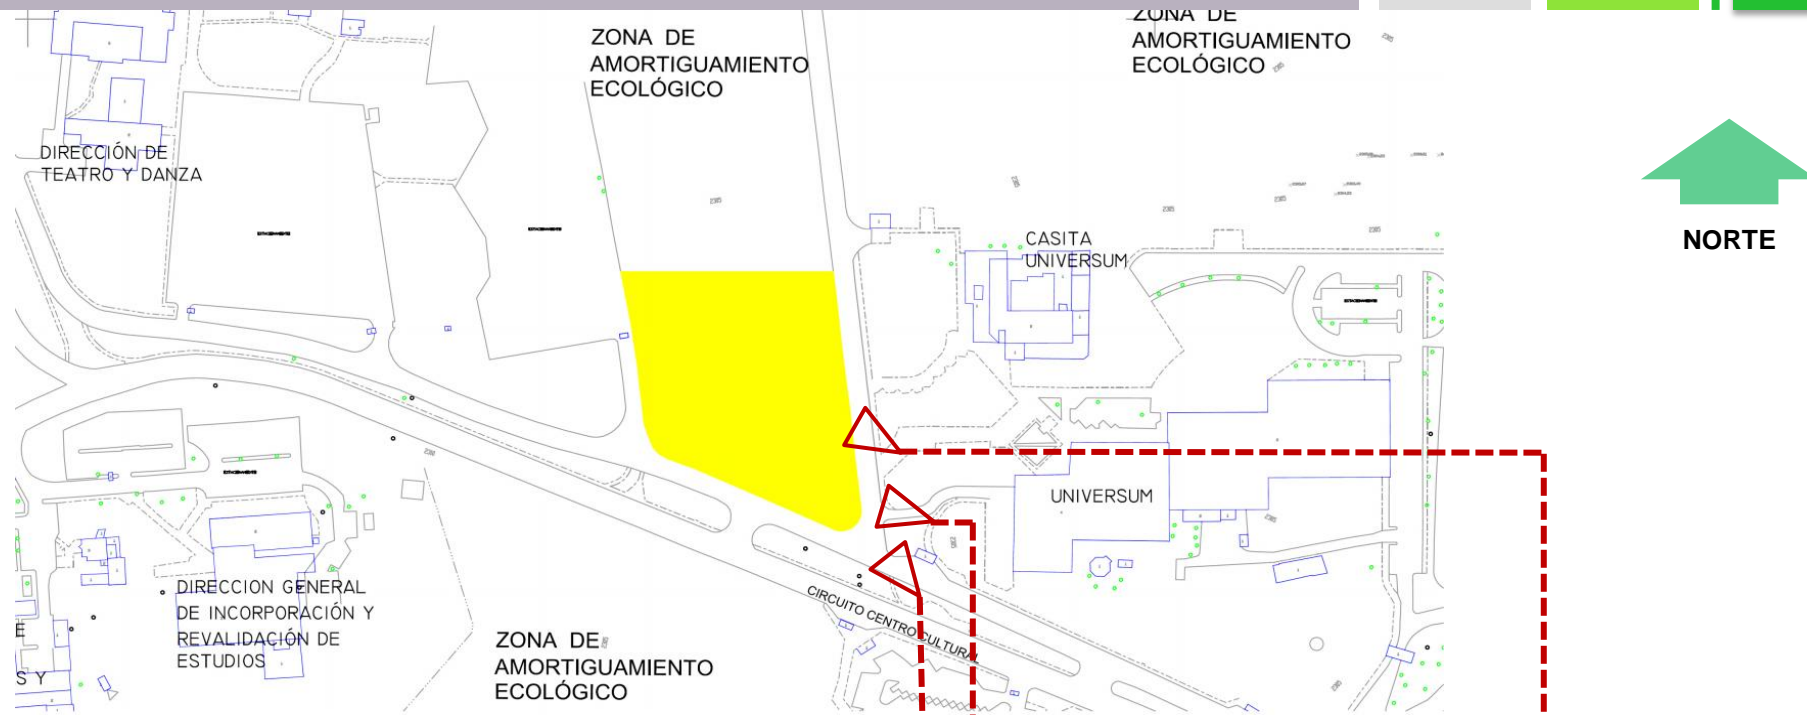 ZONA DE
AMORTIGUAMIENTO
ECOLÓGICO
ZONA DE
AMORTIGUAMIENTO
ECOLÓGICO
DIRECCIÓN DE
TEATRO Y DANZA
NORTE
CASITA
UNIVERSUM
UNIVERSUM
DIRECCION GENERAL
DE INCORPORACIÓN Y
REVALIDACIÓN DE
ESTUDIOS
CIRCUITO CENTRO CULTURAL
ZONA DE
AMORTIGUAMIENTO
ECOLÓGICO
E
S Y